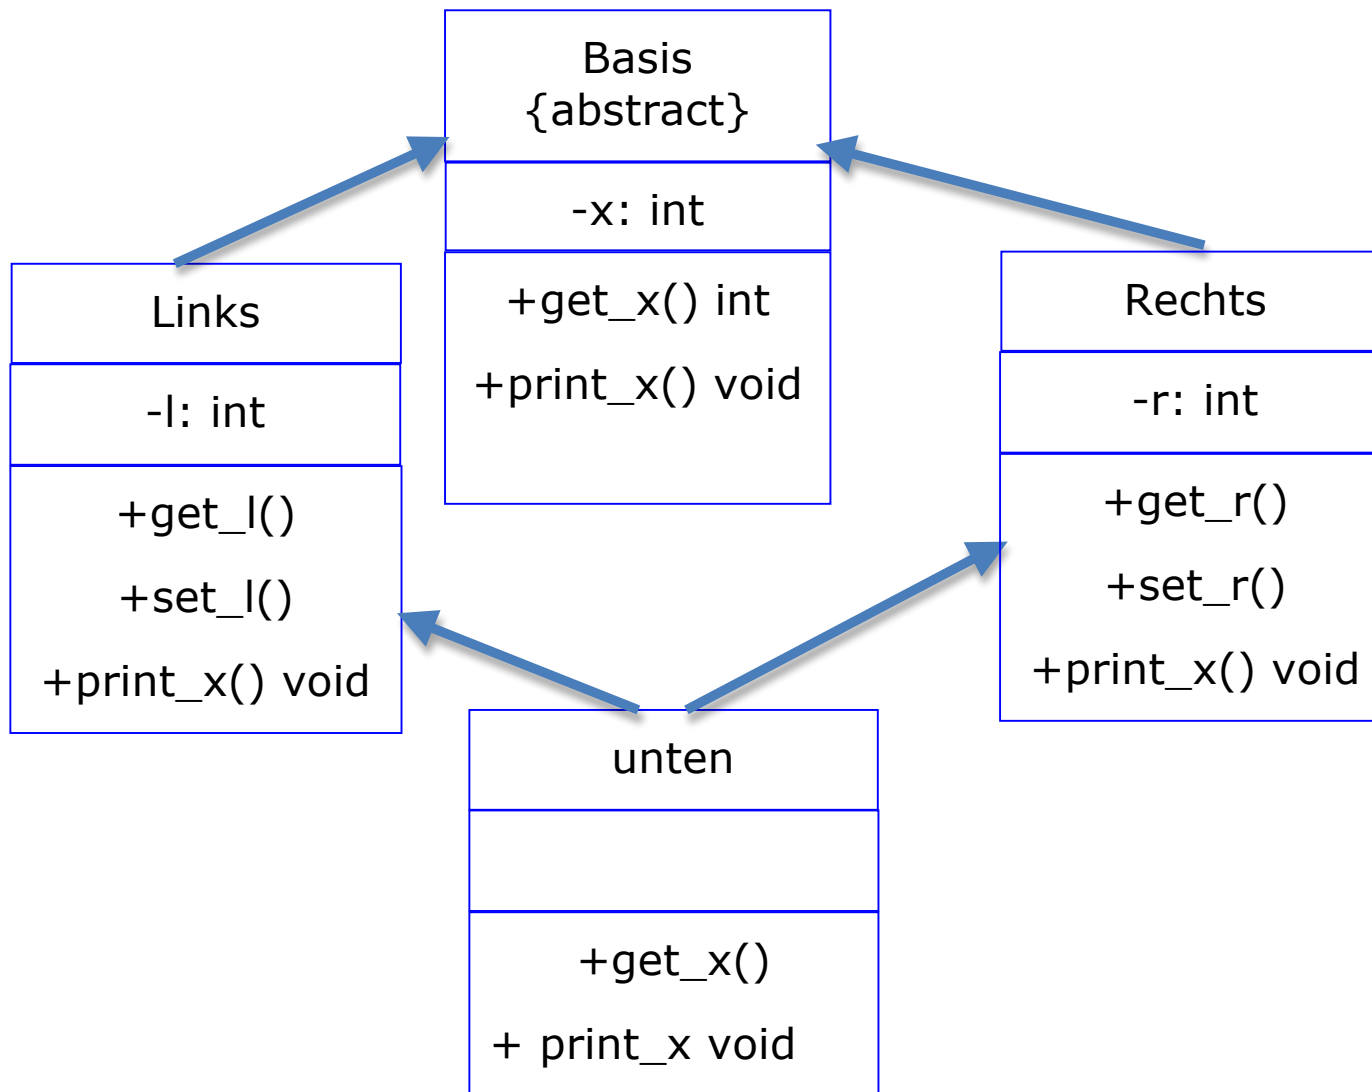 Basis
{abstract}
-x: int
+get_x() int
+print_x() void
Links
-l: int
+get_l()
+set_l()
+print_x() void
Rechts
-r: int
+get_r()
+set_r()
+print_x() void
unten
+get_x()
+ print_x void